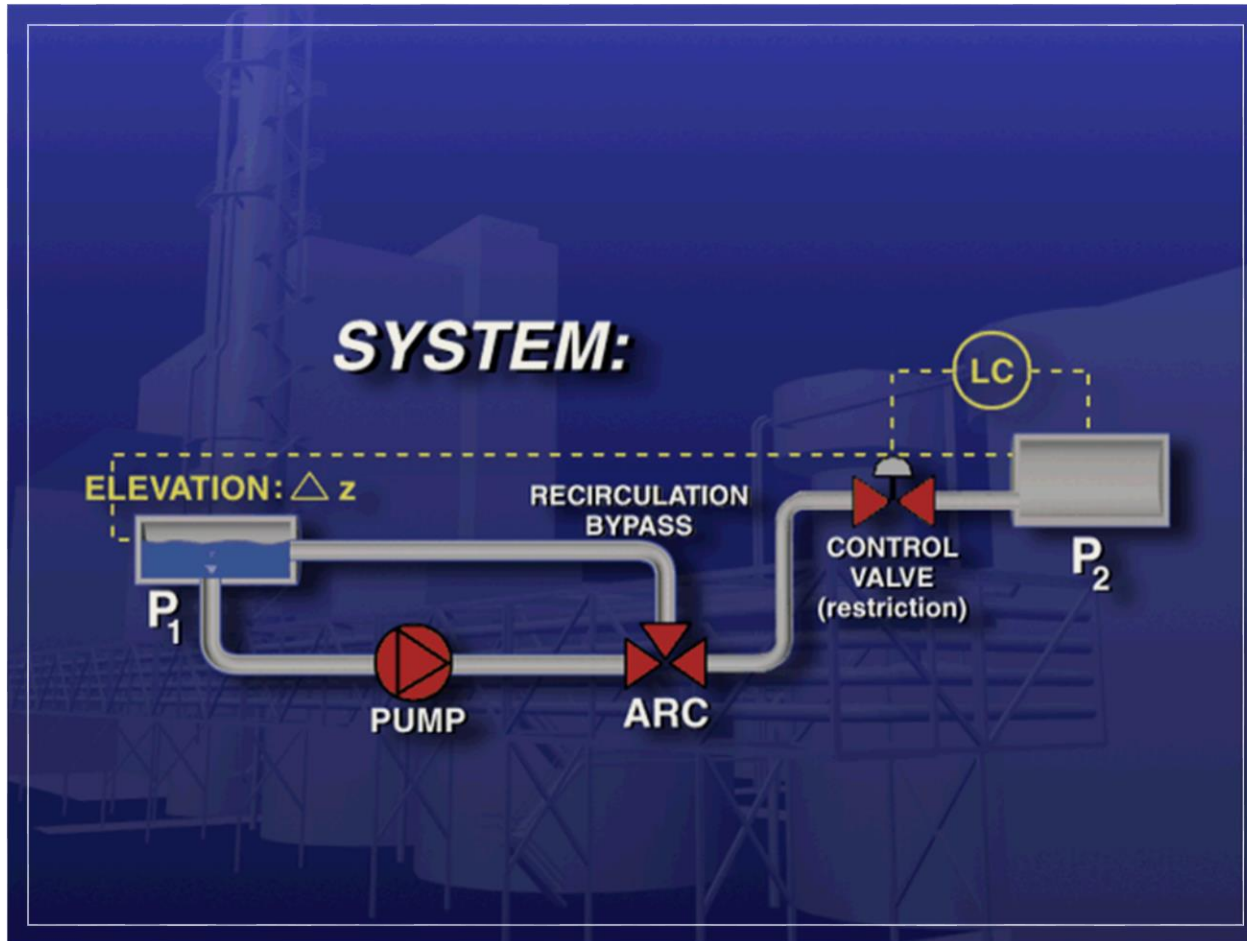 SYSTEM:
LC
ELEVATION: △ z
RECIRCULATION
BYPASS
P1
CONTROL
VALVE
(restriction)
P2
PUMP
ARC